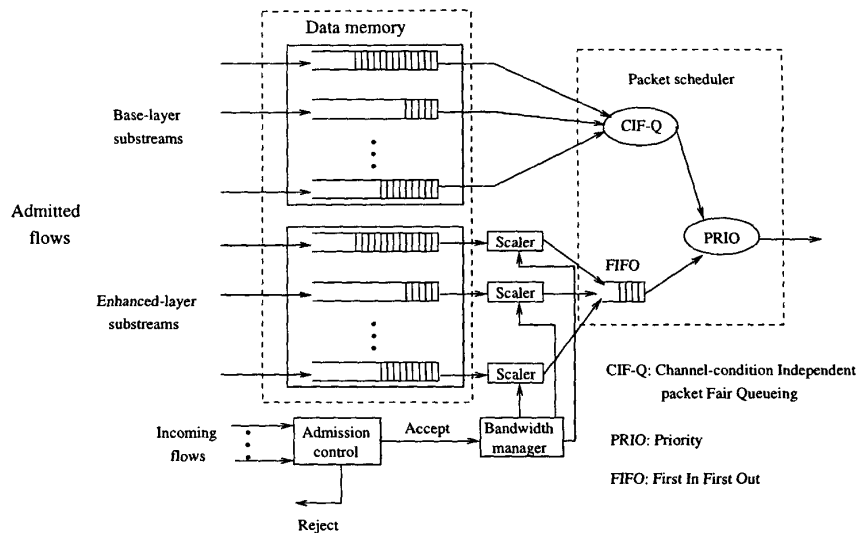 Data memory
Packet scheduler
Base-layer
substreams
CIF-Q
Admitted
flows
PRIO
Scaler
FIFO
Enhanced-layer
substreams
Scaler
Scaler
CIF-Q: Channel-condition Independent
packet Fair Queueing
Incoming
flows
Admission
control
Accept
Bandwidth
manager
PRIO: Priority
FIFO: First In First Out
Reject